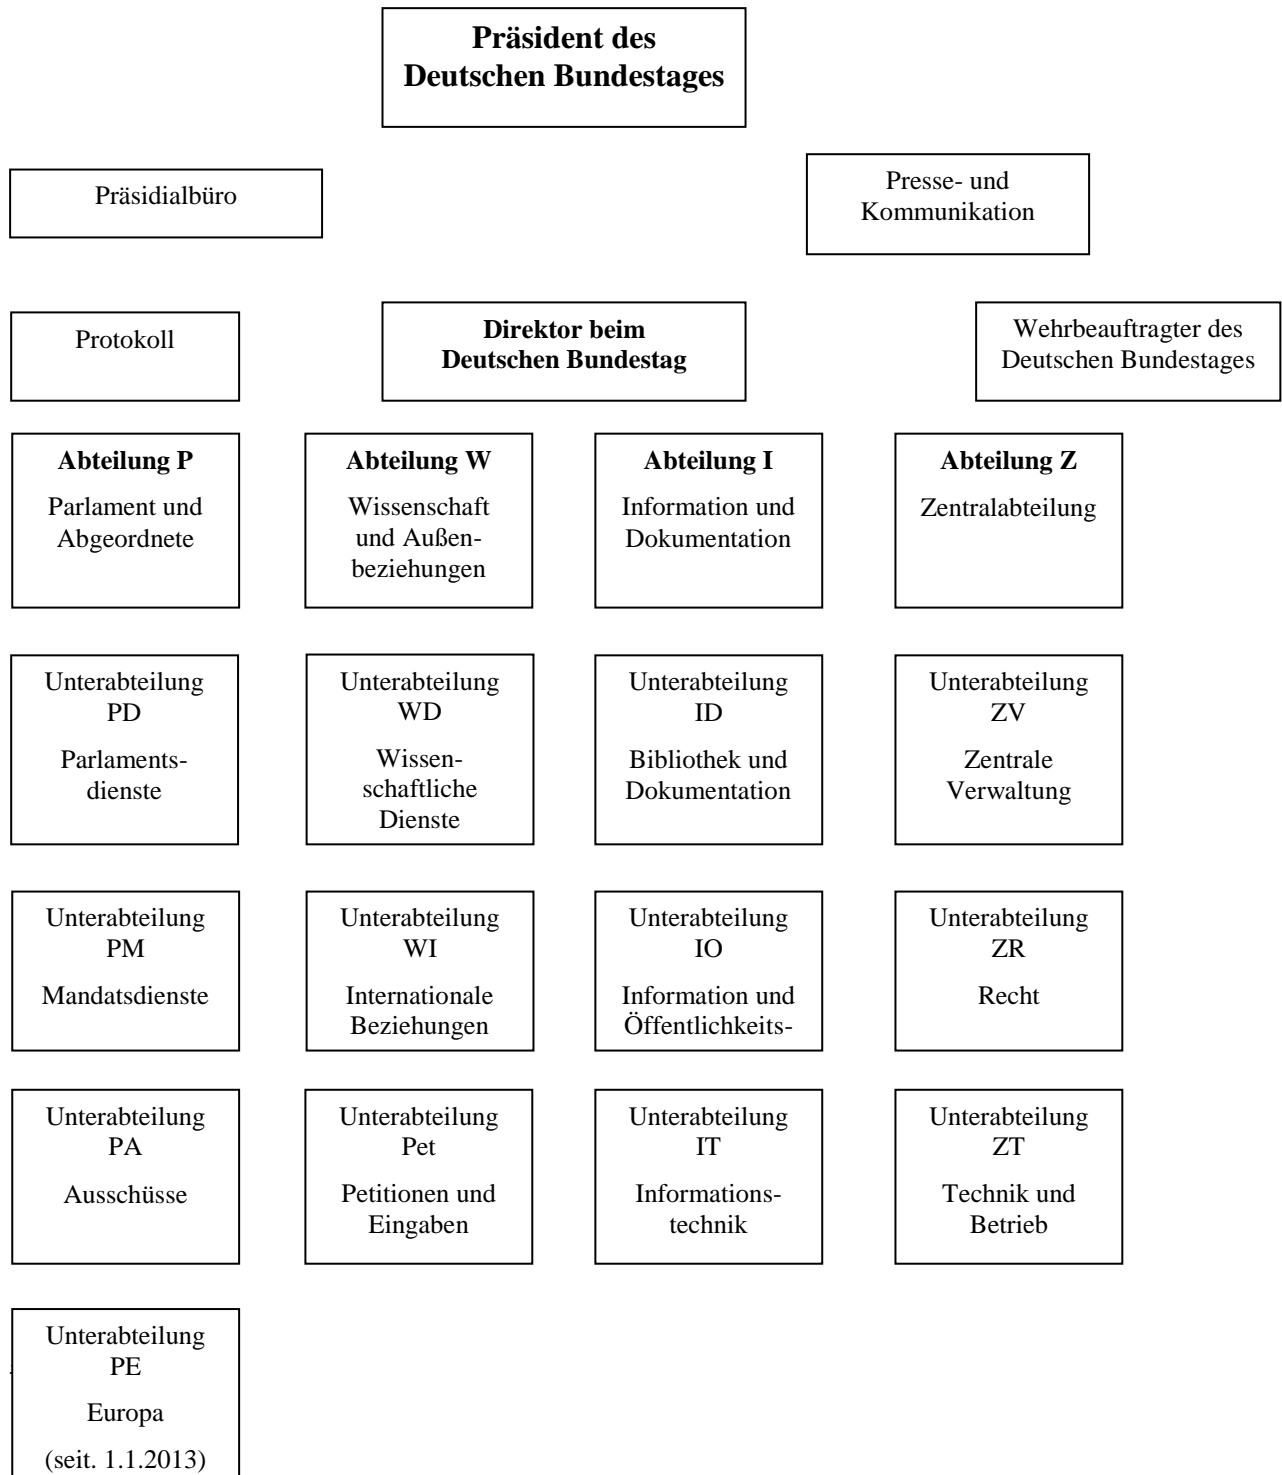 Präsident des
Deutschen Bundestages
Präsidialbüro
Presse- und
Kommunikation
Protokoll
Direktor beim
Deutschen Bundestag
Wehrbeauftragter des
Deutschen Bundestages
Abteilung P
Parlament und
Abgeordnete
Abteilung W
Wissenschaft
und Außen-
beziehungen
Abteilung I
Information und
Dokumentation
Abteilung Z
Zentralabteilung
Unterabteilung
PD
Parlaments-
dienste
Unterabteilung
WD
Wissen-
schaftliche
Dienste
Unterabteilung
ID
Bibliothek und
Dokumentation
Unterabteilung
ZV
Zentrale
Verwaltung
Unterabteilung
PM
Mandatsdienste
Unterabteilung
WI
Internationale
Beziehungen
Unterabteilung
IO
Information und
Öffentlichkeits-
Unterabteilung
ZR
Recht
Unterabteilung
PA
Ausschüsse
Unterabteilung
Pet
Petitionen und
Eingaben
Unterabteilung
IT
Informations-
technik
Unterabteilung
ZT
Technik und
Betrieb
Unterabteilung
PE
Europa
(seit. 1.1.2013)